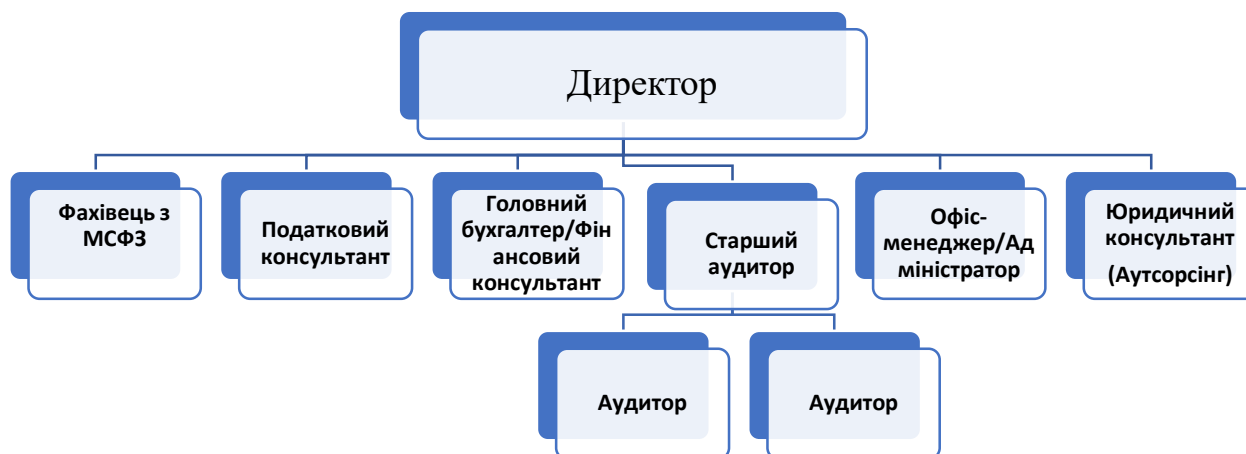 Директор
Фахівець з
МСФЗ
Податковий
консультант
Головний
бухгалтер/Фін
ансовий
консультант
Старший
аудитор
Офіс-
менеджер/Ад
міністратор
Юридичний
консультант
(Аутсорсінг)
Аудитор
Аудитор